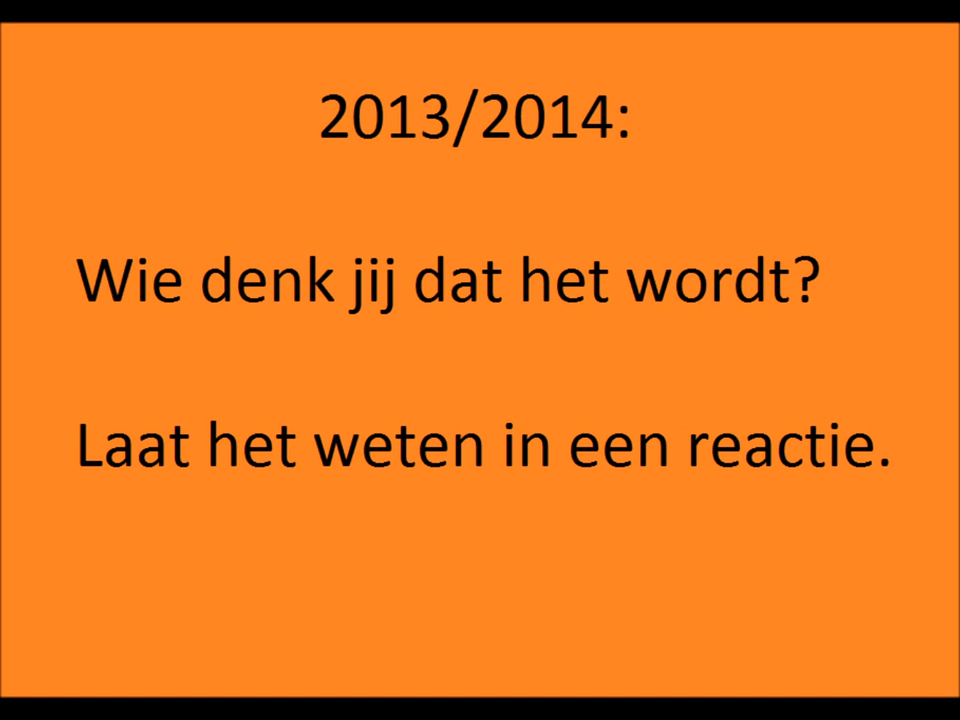 2013/2014:
Wie denk jij dat het wordt?
Laat het weten in een reactie.